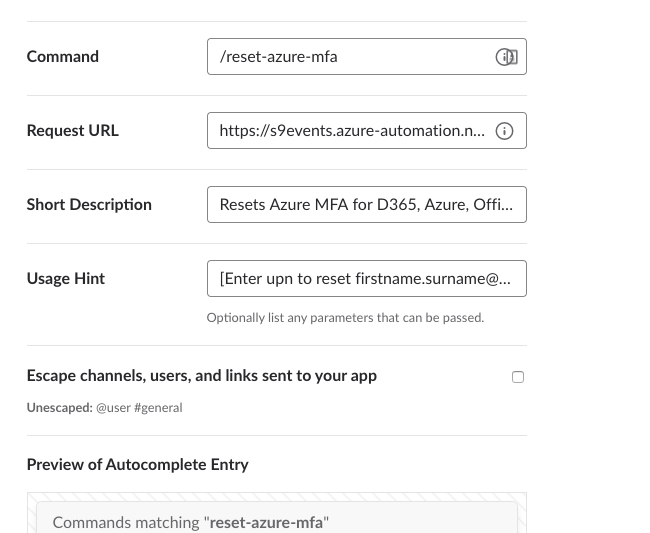 Command
/reset-azure-mfa
Request URL
https://s9events.azure-automation.n...
Short Description
Resets Azure MFA for D365, Azure, Offi...
Usage Hint
[Enter upn to reset firstname.surname@...
Optionally list any parameters that can be passed.
Escape channels, users, and links sent to your app
Unescaped: @user #general
Preview of Autocomplete Entry
Commands matching "reset-azure-mfa"